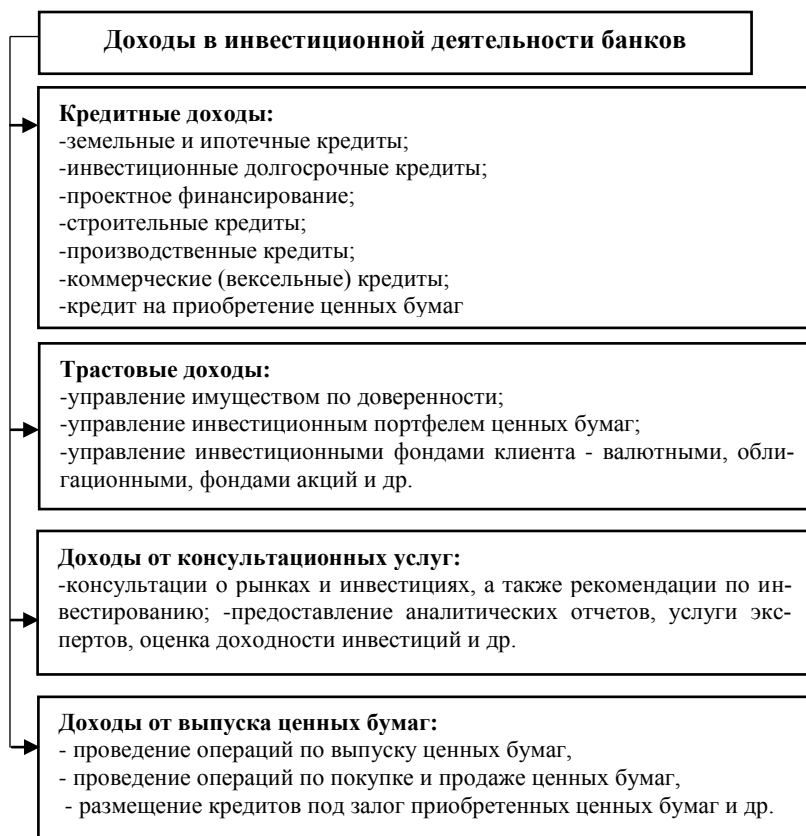 Доходы в инвестиционной деятельности банков
Кредитные доходы:
-земельные и ипотечные кредиты;
-инвестиционные долгосрочные кредиты;
-проектное финансирование;
-строительные кредиты;
-производственные кредиты;
-коммерческие (вексельные) кредиты;
-кредит на приобретение ценных бумаг
Трастовые доходы:
-управление имуществом по доверенности;
-управление инвестиционным портфелем ценных бумаг;
-управление инвестиционными фондами клиента - валютными, обли-
гационными, фондами акций и др.
Доходы от консультационных услуг:
-консультации о рынках и инвестициях, а также рекомендации по ин-
вестированию; -предоставление аналитических отчетов, услуги экс-
пертов, оценка доходности инвестиций и др.
Доходы от выпуска ценных бумаг:
- проведение операций по выпуску ценных бумаг,
- проведение операций по покупке и продаже ценных бумаг,
- размещение кредитов под залог приобретенных ценных бумаг и др.